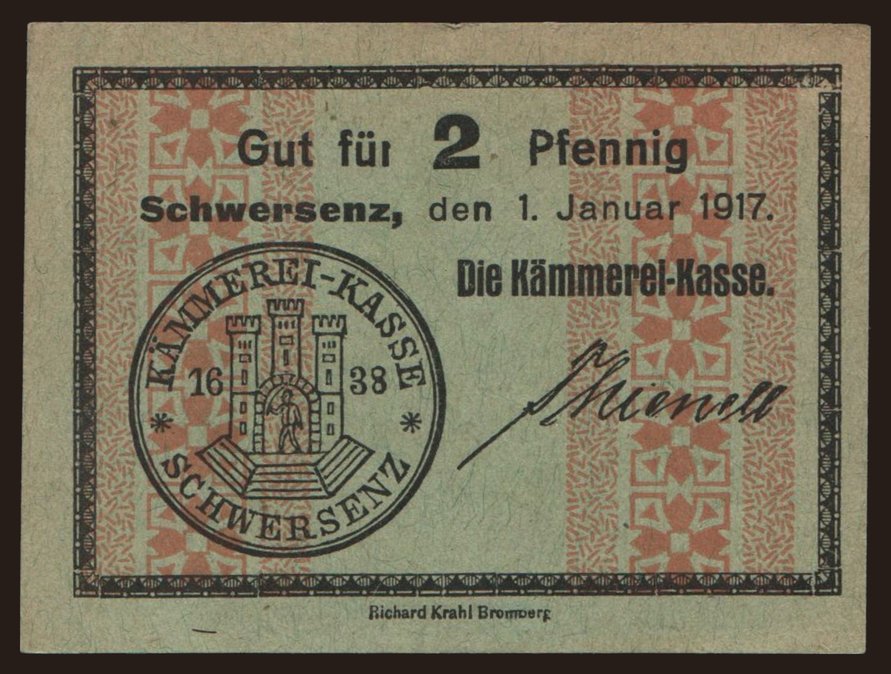 Gut für 2 Pfennig
Schwersenz, den 1. Januar 1917.
Die Kämmerei-Kasse.
KÄMMEREI-KASSE
16 38
* SCHWERSENZ *
Richard Krahl Bromberg